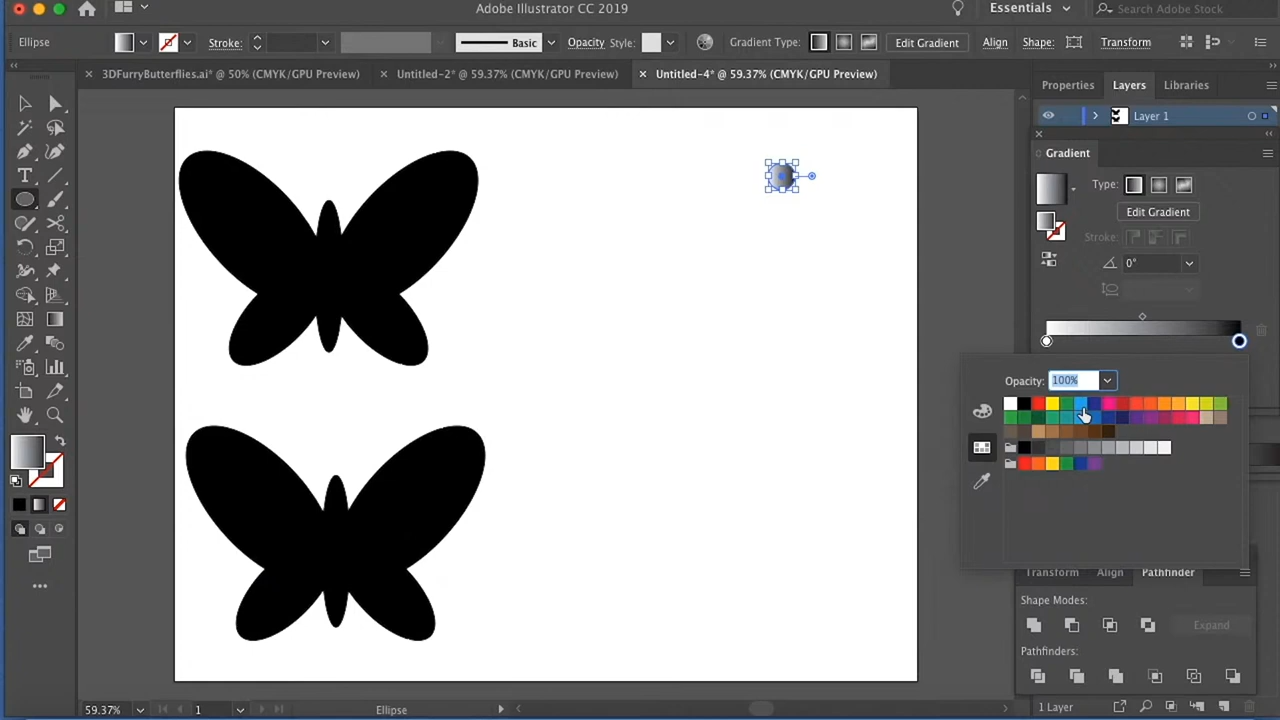 Adobe Illustrator CC 2019
Essentials
Search Adobe Stock
Ellipse
Stroke:
Basic
Opacity
Style:
Gradient Type:
Edit Gradient
Align
Shape:
Transform
3DFurryButterflies.ai* @ 50% (CMYK/GPU Preview)
Untitled-2* @ 59.37% (CMYK/GPU Preview)
Untitled-4* @ 59.37% (CMYK/GPU Preview)
Properties
Layers
Libraries
Layer 1
Gradient
Type:
Edit Gradient
Stroke:
0°
Opacity:
100%
Transform
Align
Pathfinder
Shape Modes:
Expand
Pathfinders:
59.37%
1
Ellipse
1 Layer